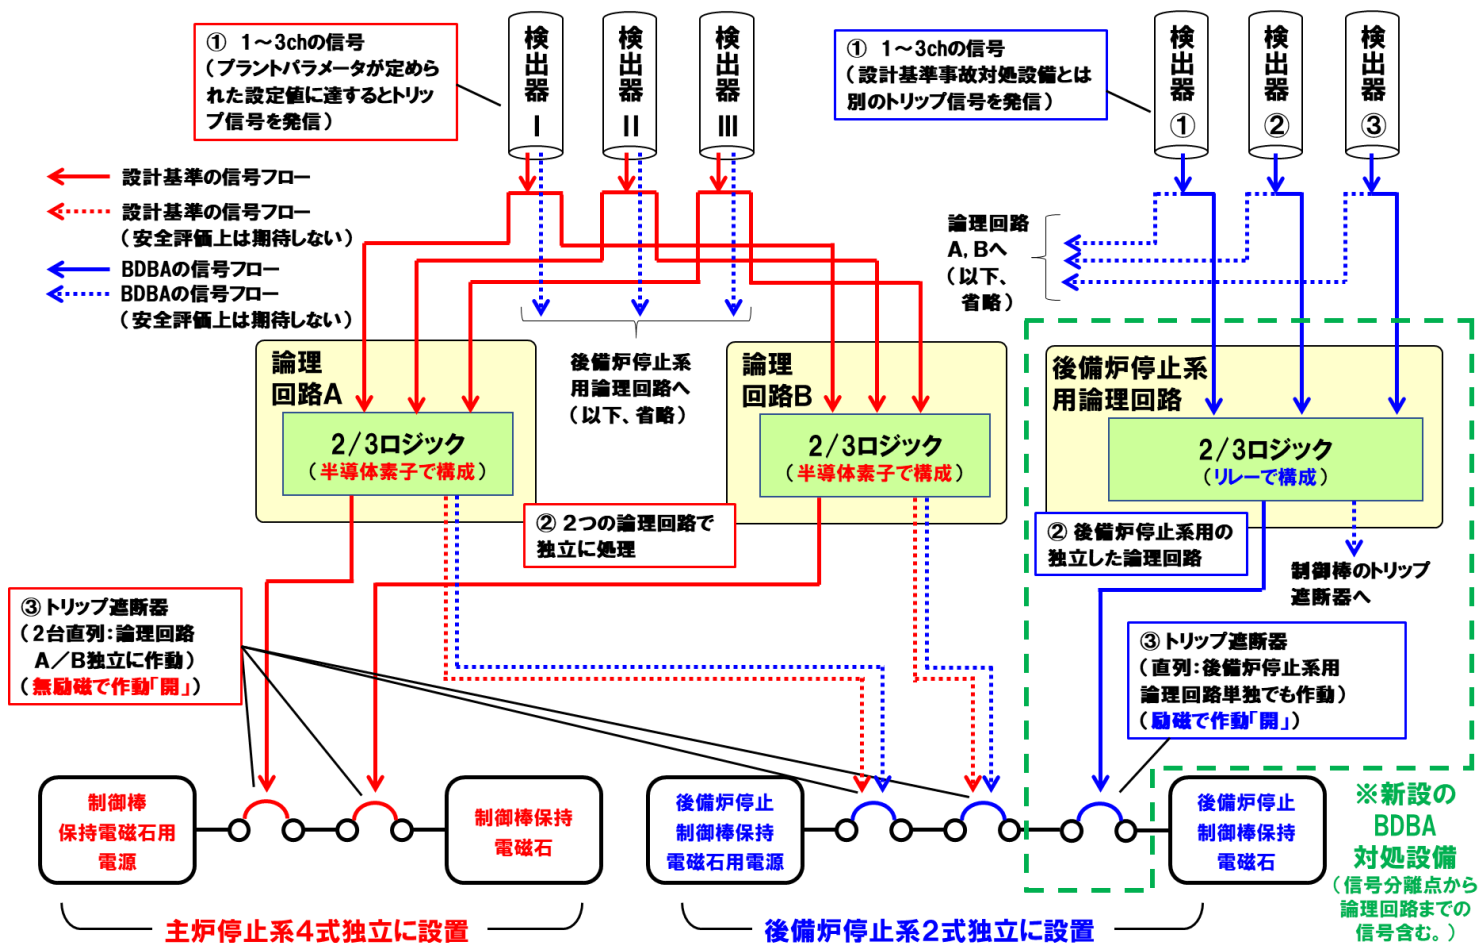 ① 1～3chの信号
（プラントパラメータが定めら
れた設定値に達するとトリッ
プ信号を発信）
検出器Ⅰ
検出器Ⅱ
検出器Ⅲ
① 1～3chの信号
（設計基準事故対処設備とは
別のトリップ信号を発信）
検出器①
検出器②
検出器③
設計基準の信号フロー
設計基準の信号フロー
（安全評価上は期待しない）
BDBAの信号フロー
BDBAの信号フロー
（安全評価上は期待しない）
論理回路
A, Bへ
（以下、
省略）
論理
回路A
2/3ロジック
（半導体素子で構成）
後備炉停止系
用論理回路へ
（以下、省略）
論理
回路B
2/3ロジック
（半導体素子で構成）
後備炉停止系
用論理回路
2/3ロジック
（リレーで構成）
② 2つの論理回路で
独立に処理
② 後備炉停止系用の
独立した論理回路
制御棒のトリップ
遮断器へ
③ トリップ遮断器
（2台直列：論理回路
A／B独立に作動）
（無励磁で作動「開」）
③ トリップ遮断器
（直列：後備炉停止系用
論理回路単独でも作動）
（励磁で作動「開」）
制御棒
保持電磁石用
電源
制御棒保持
電磁石
後備炉停止
制御棒保持
電磁石用電源
後備炉停止
制御棒保持
電磁石
※新設の
BDBA
対処設備
（信号分離点から
論理回路までの
信号含む。）
主炉停止系4式独立に設置
後備炉停止系2式独立に設置